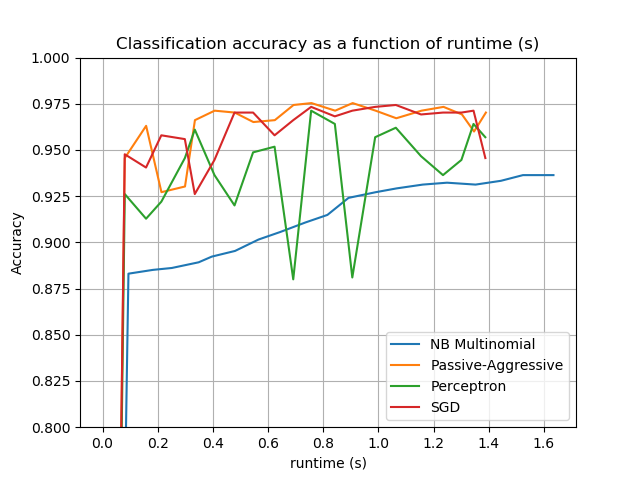 Classification accuracy as a function of runtime (s)
1.000
0.975
0.950
0.925
0.900
0.875
0.850
0.825
0.800
Accuracy
NB Multinomial
Passive-Aggressive
Perceptron
SGD
0.0 0.2 0.4 0.6 0.8 1.0 1.2 1.4 1.6
runtime (s)